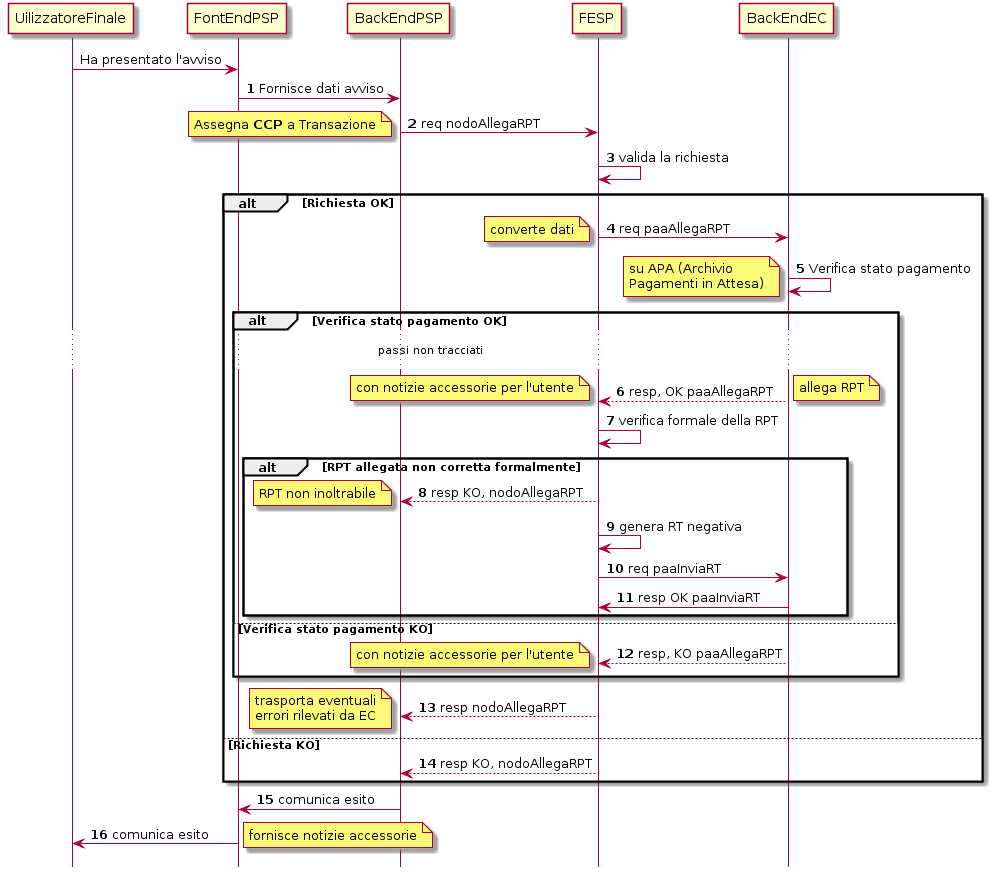 UilizzatoreFinale
FontEndPSP
BackEndPSP
FESP
BackEndEC
Ha presentato l'avviso
1 Fornisce dati avviso
Assegna CCP a Transazione
2 req nodoAllegaRPT
3 valida la richiesta
alt
[Richiesta OK]
converte dati
4 req paaAllegaRPT
su APA (Archivio
Pagamenti in Attesa)
5 Verifica stato pagamento
alt
[Verifica stato pagamento OK]
passi non tracciati
con notizie accessorie per l'utente
6 resp, OK paaAllegaRPT
allega RPT
7 verifica formale della RPT
alt
[RPT allegata non corretta formalmente]
RPT non inoltrabile
8 resp KO, nodoAllegaRPT
9 genera RT negativa
10 req paaInviaRT
11 resp OK paaInviaRT
[Verifica stato pagamento KO]
con notizie accessorie per l'utente
12 resp, KO paaAllegaRPT
trasporta eventuali
errori rilevati da EC
13 resp nodoAllegaRPT
[Richiesta KO]
14 resp KO, nodoAllegaRPT
15 comunica esito
16 comunica esito
fornisce notizie accessorie